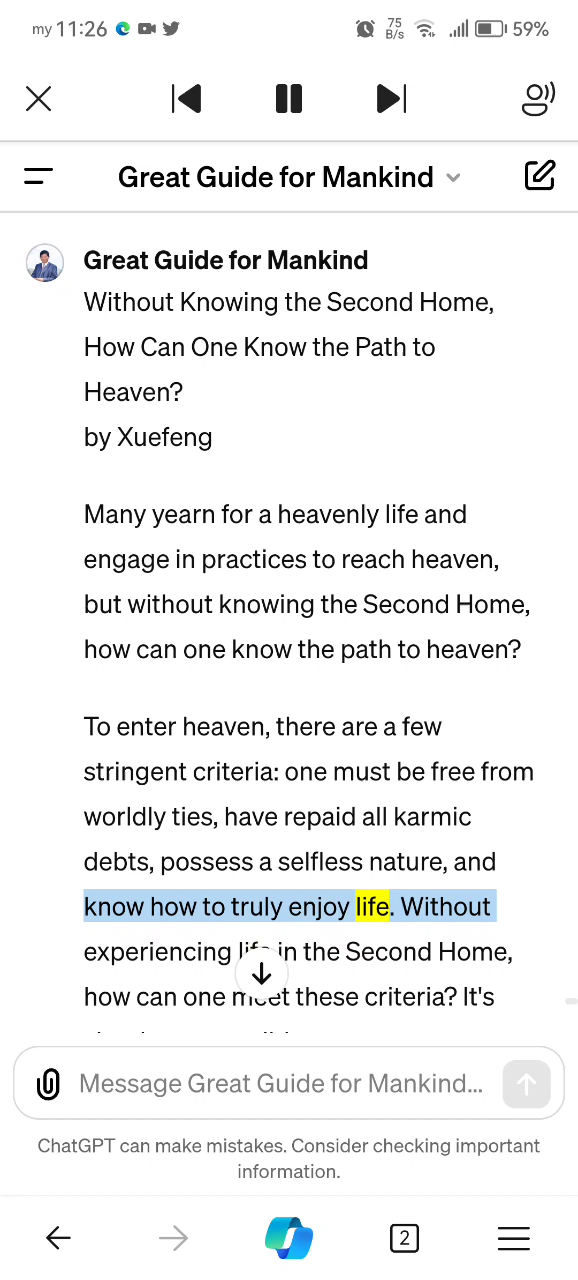 my 11:26
75
B/s
59%
Great Guide for Mankind
Great Guide for Mankind
Without Knowing the Second Home,
How Can One Know the Path to
Heaven?
by Xuefeng
Many yearn for a heavenly life and
engage in practices to reach heaven,
but without knowing the Second Home,
how can one know the path to heaven?
To enter heaven, there are a few
stringent criteria: one must be free from
worldly ties, have repaid all karmic
debts, possess a selfless nature, and
know how to truly enjoy life. Without
experiencing life in the Second Home,
how can one meet these criteria? It's
Message Great Guide for Mankind...
ChatGPT can make mistakes. Consider checking important
information.
2